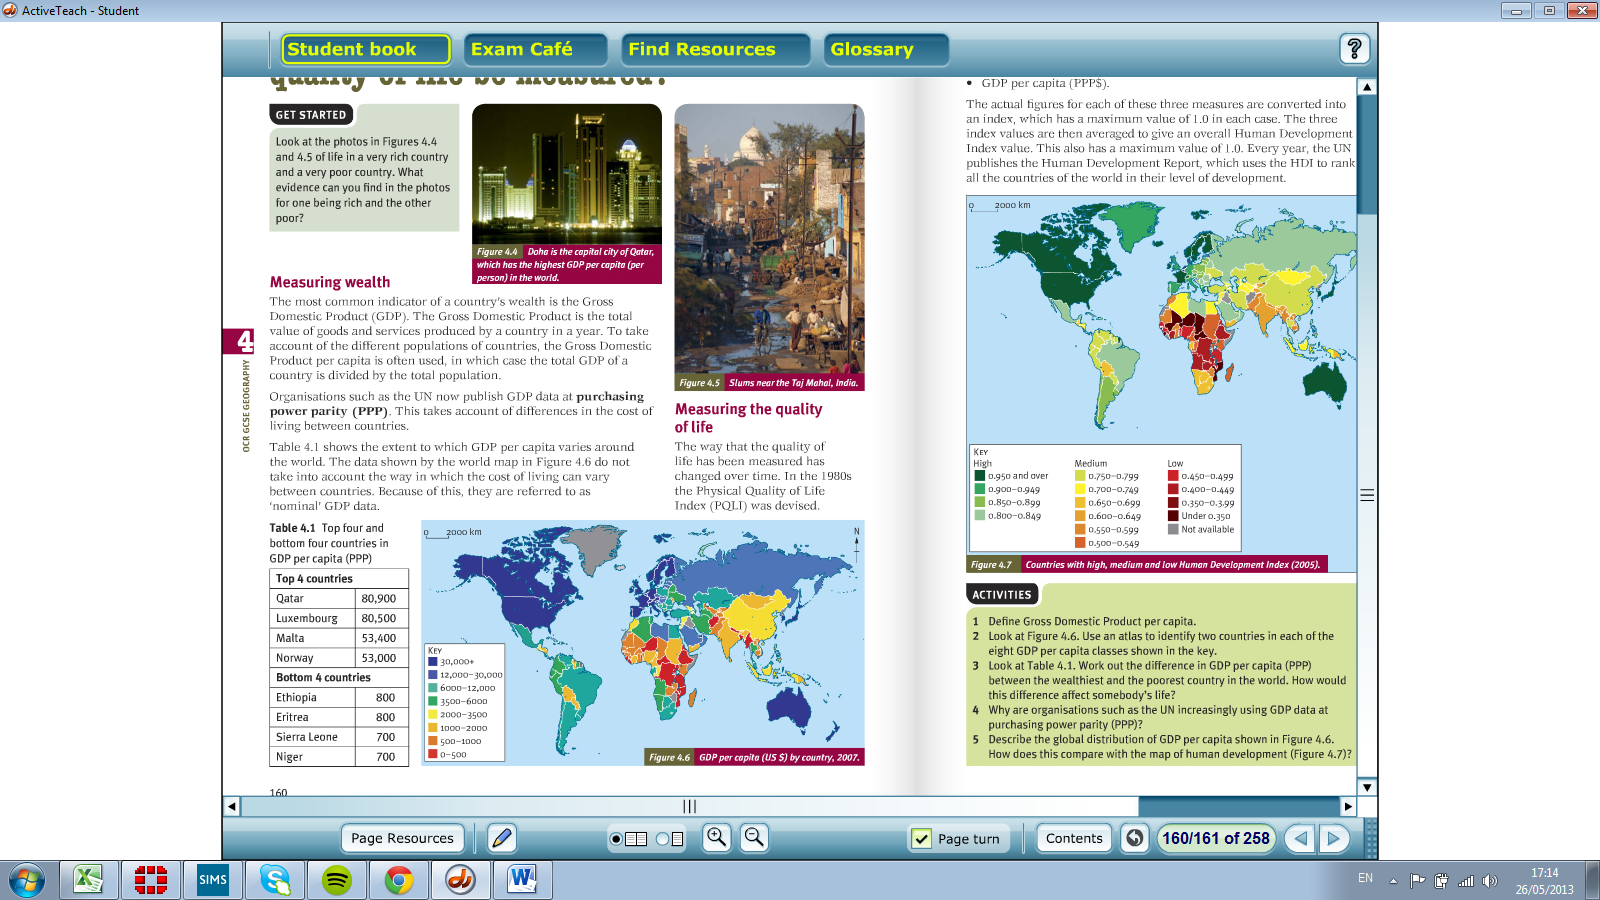 ActiveTeach - Student
Student book
Exam Café
Find Resources
Glossary
?
quality of life be measured?
GET STARTED
Look at the photos in Figures 4.4
and 4.5 of life in a very rich country
and a very poor country. What
evidence can you find in the photos
for one being rich and the other
poor?
Figure 4.4 Doha is the capital city of Qatar,
which has the highest GDP per capita (per
person) in the world.
Measuring wealth
The most common indicator of a country's wealth is the Gross
Domestic Product (GDP). The Gross Domestic Product is the total
value of goods and services produced by a country in a year. To take
account of the different populations of countries, the Gross Domestic
Product per capita is often used, in which case the total GDP of a
country is divided by the total population.
Organisations such as the UN now publish GDP data at purchasing
power parity (PPP). This takes account of differences in the cost of
living between countries.
Table 4.1 shows the extent to which GDP per capita varies around
the world. The data shown by the world map in Figure 4.6 do not
take into account the way in which the cost of living can vary
between countries. Because of this, they are referred to as
'nominal' GDP data.
4
OCR GCSE GEOGRAPHY
Figure 4.5 Slums near the Taj Mahal, India.
Measuring the quality
of life
The way that the quality of
life has been measured has
changed over time. In the 1980s
the Physical Quality of Life
Index (PQLI) was devised.
Table 4.1 Top four and
bottom four countries in
GDP per capita (PPP)
Top 4 countries
Qatar 80,900
Luxembourg 80,500
Malta 53,400
Norway 53,000
Bottom 4 countries
Ethiopia 800
Eritrea 800
Sierra Leone 700
Niger 700
0 2000 km
N
KEY
30,000+
12,000–30,000
6000–12,000
3500–6000
2000–3500
1000–2000
500–1000
0–500
Figure 4.6 GDP per capita (US $) by country, 2007.
160
• GDP per capita (PPP$).
The actual figures for each of these three measures are converted into
an index, which has a maximum value of 1.0 in each case. The three
index values are then averaged to give an overall Human Development
Index value. This also has a maximum value of 1.0. Every year, the UN
publishes the Human Development Report, which uses the HDI to rank
all the countries of the world in their level of development.
0 2000 km
KEY
High
0.950 and over
0.900–0.949
0.850–0.899
0.800–0.849
Medium
0.750–0.799
0.700–0.749
0.650–0.699
0.600–0.649
0.550–0.599
0.500–0.549
Low
0.450–0.499
0.400–0.449
0.350–0.3.99
Under 0.350
Not available
Figure 4.7 Countries with high, medium and low Human Development Index (2005).
ACTIVITIES
1 Define Gross Domestic Product per capita.
2 Look at Figure 4.6. Use an atlas to identify two countries in each of the
eight GDP per capita classes shown in the key.
3 Look at Table 4.1. Work out the difference in GDP per capita (PPP)
between the wealthiest and the poorest country in the world. How would
this difference affect somebody's life?
4 Why are organisations such as the UN increasingly using GDP data at
purchasing power parity (PPP)?
5 Describe the global distribution of GDP per capita shown in Figure 4.6.
How does this compare with the map of human development (Figure 4.7)?
Page Resources
Page turn
Contents
160/161 of 258
SIMS
EN
17:14
26/05/2013